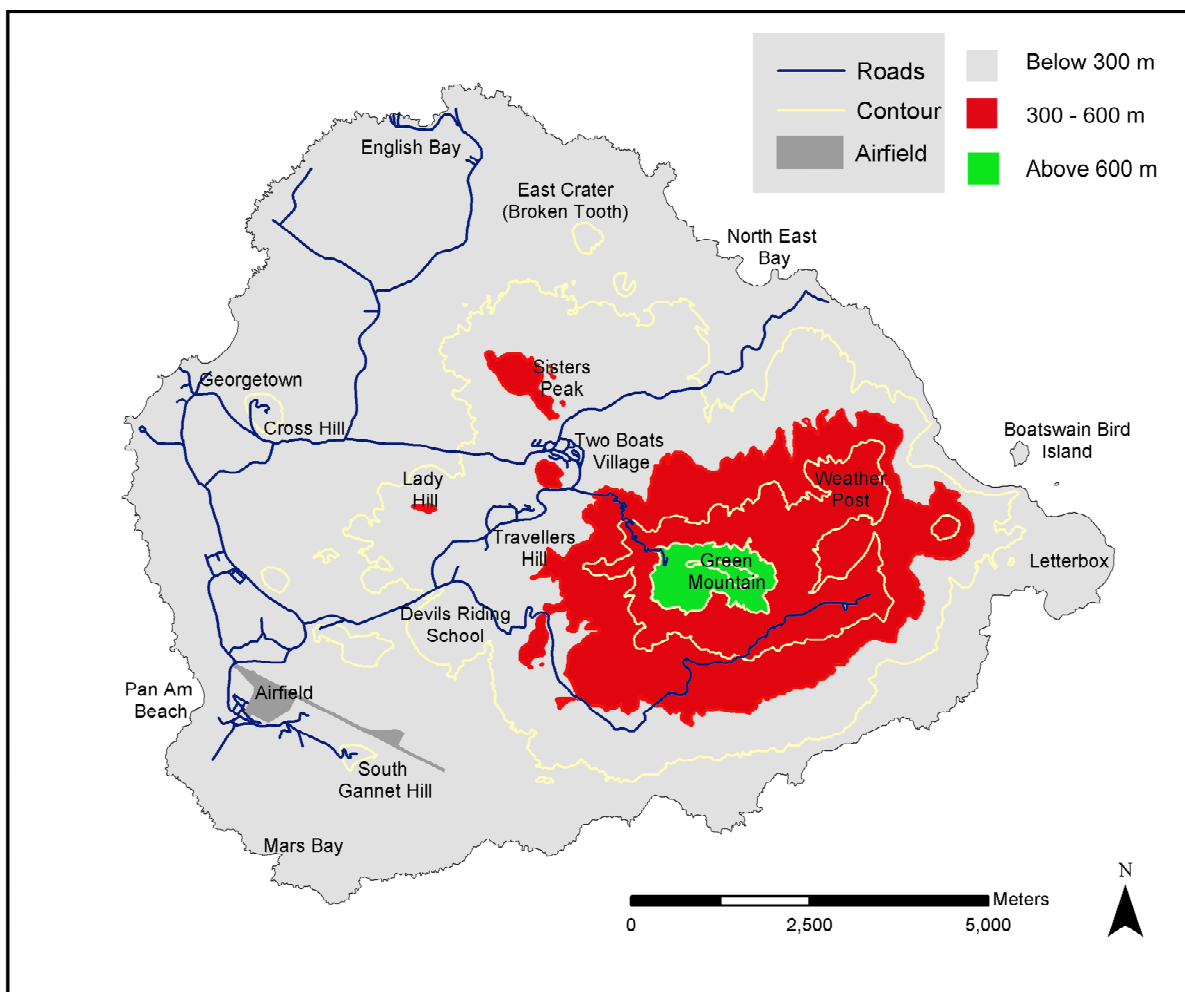 Roads
Contour
Airfield
Below 300 m
300 - 600 m
Above 600 m
English Bay
East Crater
(Broken Tooth)
North East
Bay
Sisters
Peak
Georgetown
Cross Hill
Two Boats
Village
Boatswain Bird
Island
Lady
Hill
Weather
Post
Travellers
Hill
Green
Mountain
Letterbox
Devils Riding
School
Pan Am
Beach
Airfield
South
Gannet Hill
Mars Bay
N
Meters
0
2,500
5,000